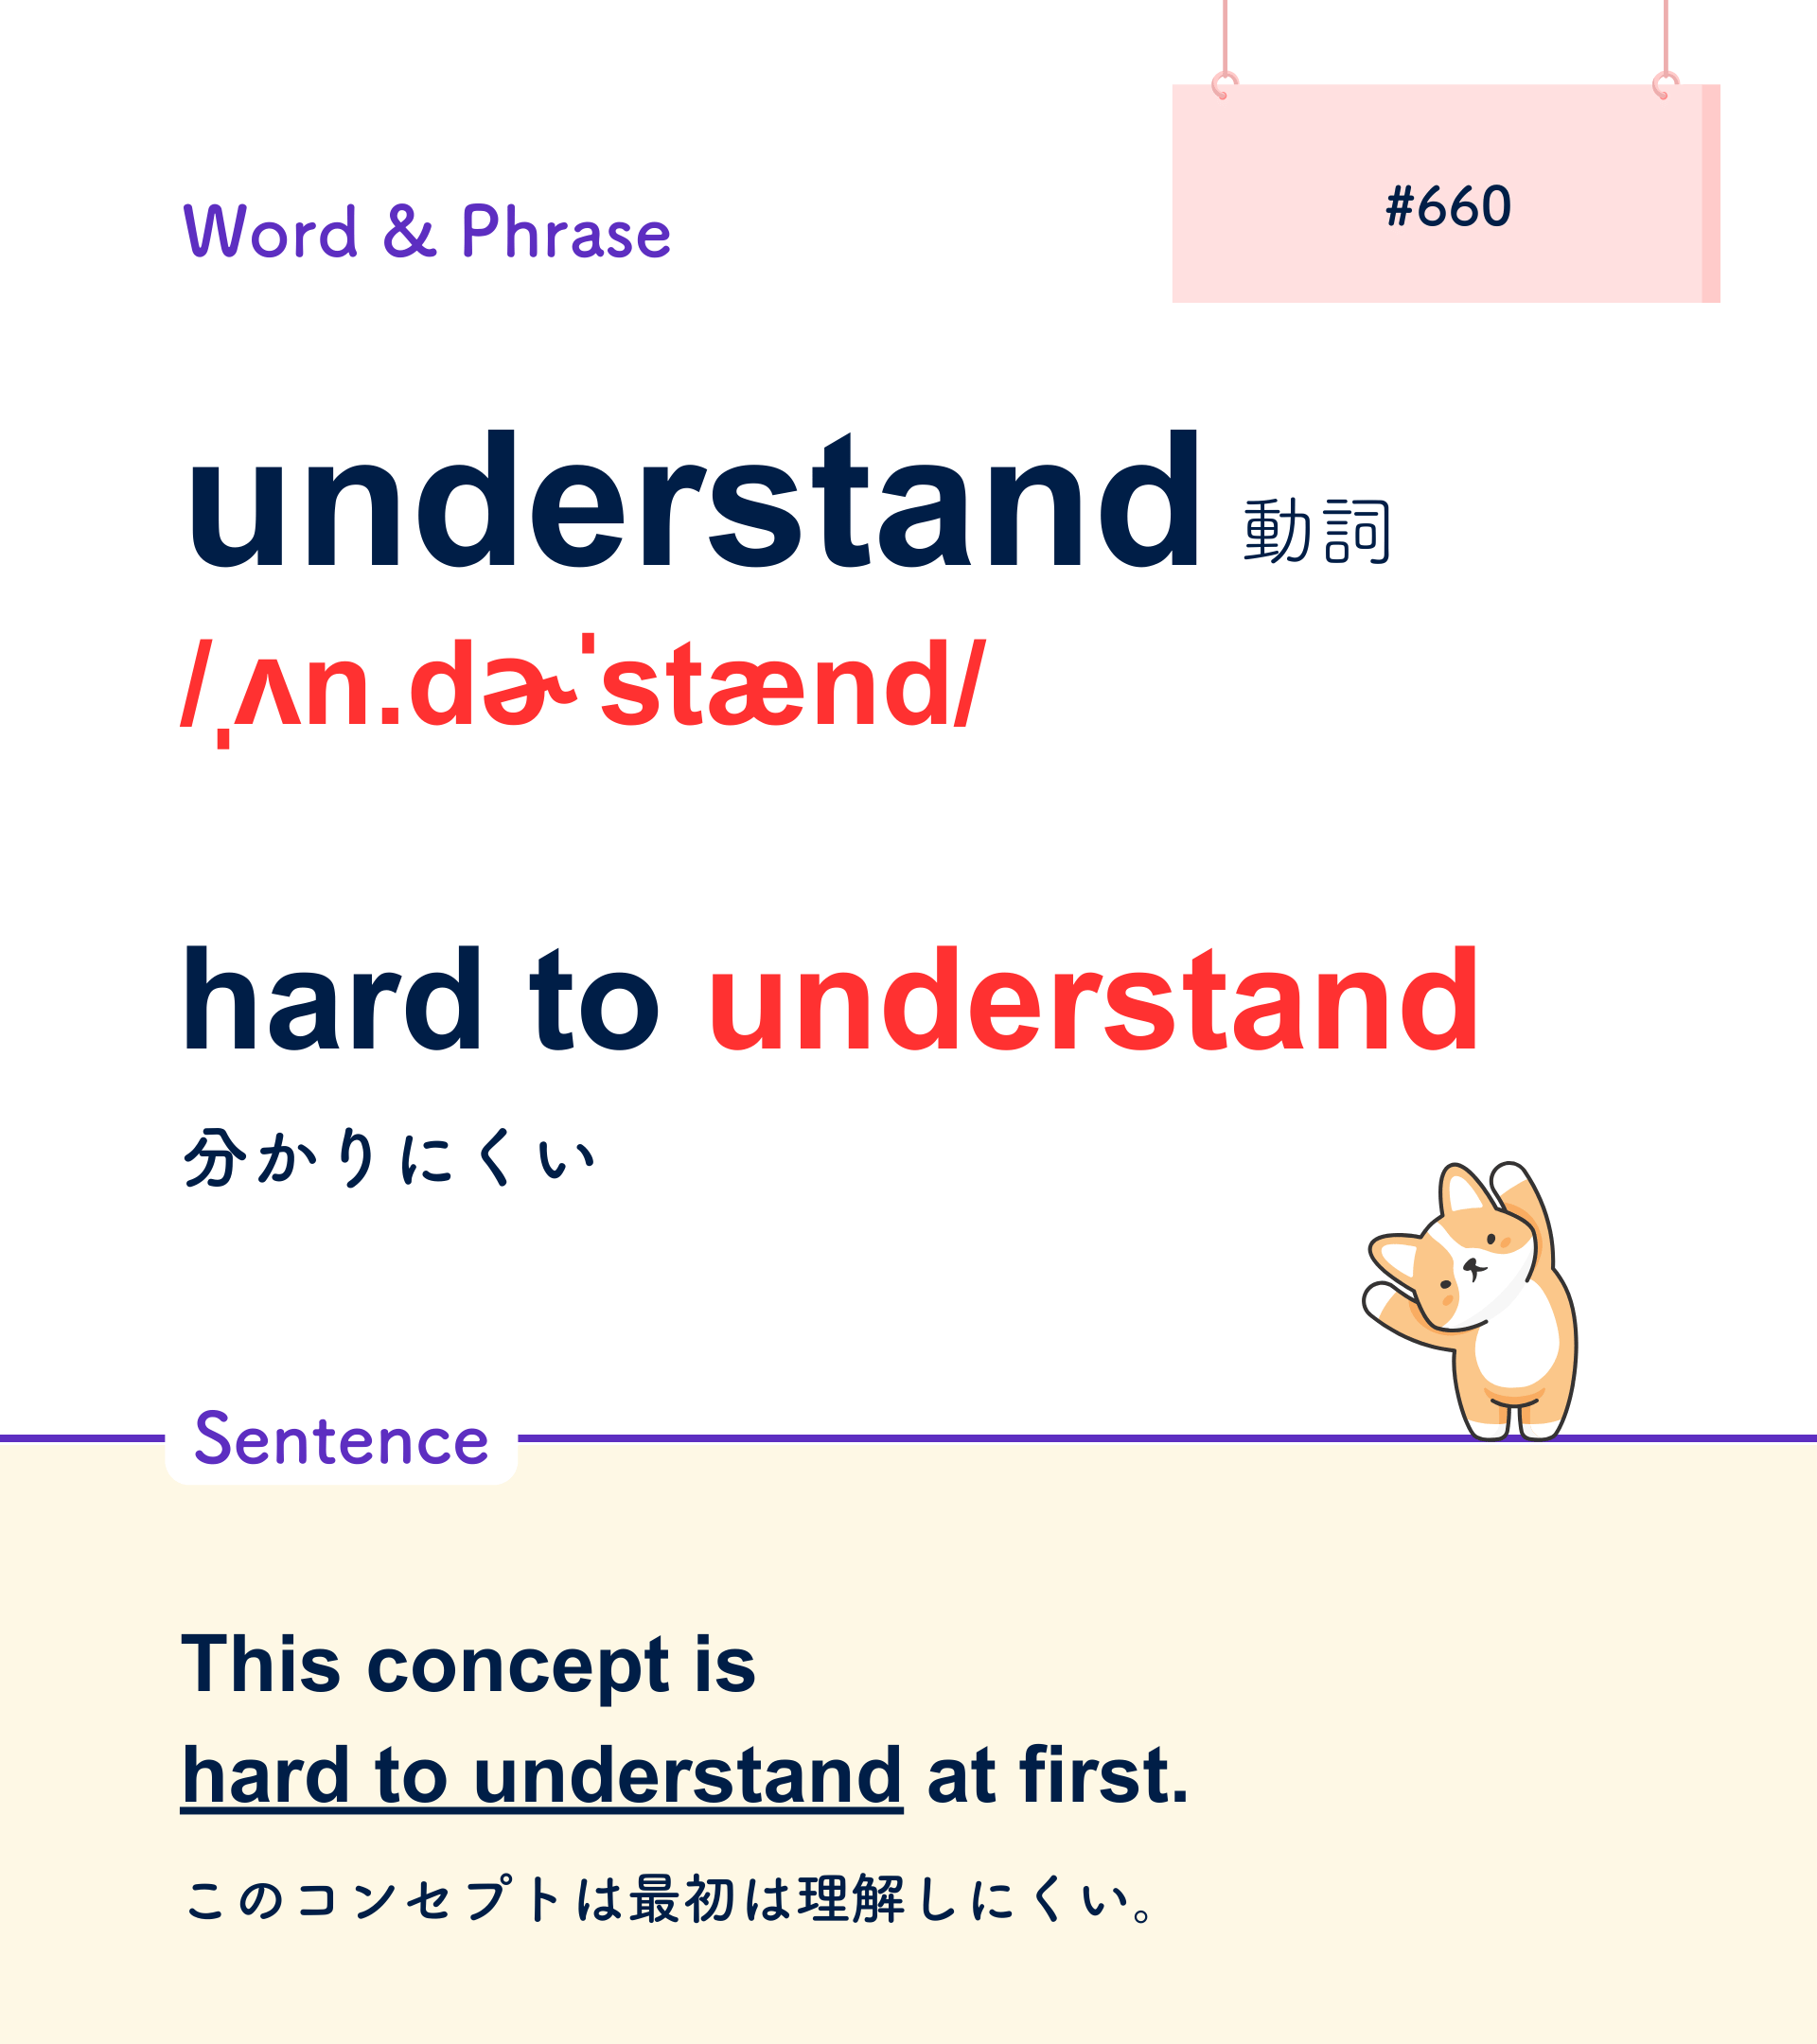 Word & Phrase
#660
understand 動詞
/ˌʌn.dɚˈstænd/
hard to understand
分かりにくい
Sentence
This concept is
hard to understand at first.
このコンセプトは最初は理解しにくい。